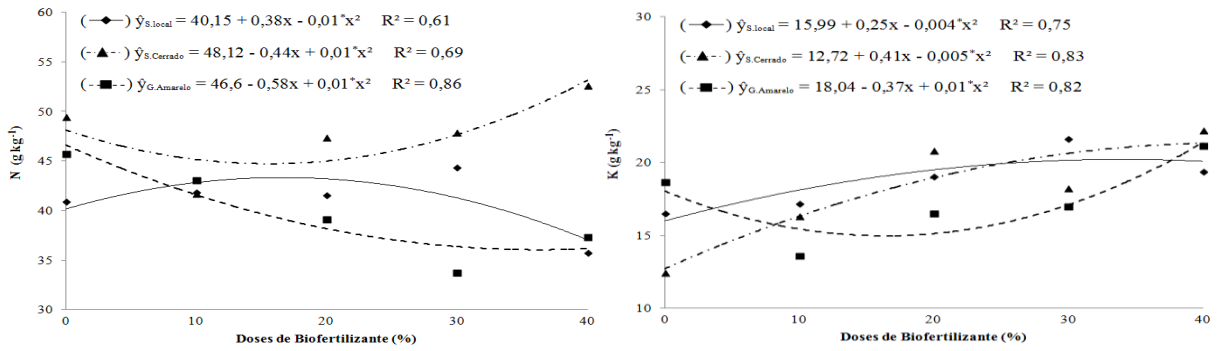 60
55
50
45
40
35
30
N (g kg⁻¹)
(—◆—) ŷS.local = 40,15 + 0,38x - 0,01*x² R² = 0,61
(-·▲·-) ŷS.Cerrado = 48,12 - 0,44x + 0,01*x² R² = 0,69
(--■--) ŷG.Amarelo = 46,6 - 0,58x + 0,01*x² R² = 0,86
0 10 20 30 40
Doses de Biofertilizante (%)
30
25
20
15
10
K (g kg⁻¹)
(—◆—) ŷS.local = 15,99 + 0,25x - 0,004*x² R² = 0,75
(-·▲·-) ŷS.Cerrado = 12,72 + 0,41x - 0,005*x² R² = 0,83
(--■--) ŷG.Amarelo = 18,04 - 0,37x + 0,01*x² R² = 0,82
0 10 20 30 40
Doses de Biofertilizante (%)